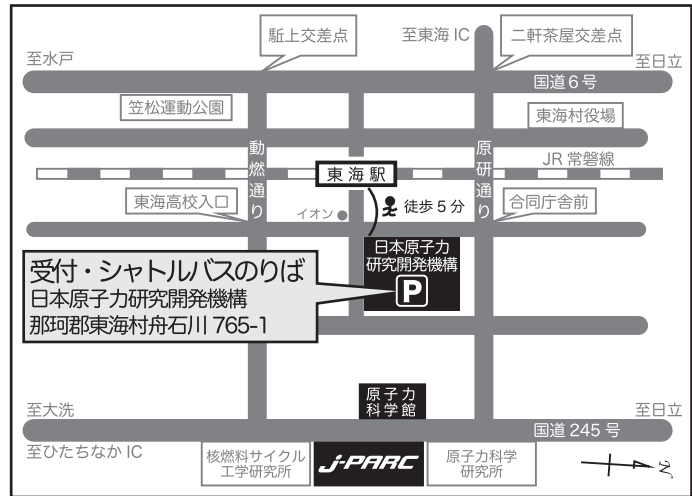 駈上交差点
至東海 IC
二軒茶屋交差点
至水戸
至日立
国道6号
笠松運動公園
東海村役場
動燃通り
原研通り
JR 常磐線
東海駅
東海高校入口
イオン
徒歩 5 分
合同庁舎前
日本原子力
研究開発機構
P
受付・シャトルバスのりば
日本原子力研究開発機構
那珂郡東海村舟石川 765-1
原子力
科学館
至大洗
至日立
国道 245 号
至ひたちなか IC
核燃料サイクル
工学研究所
J-PARC
原子力科学
研究所
N